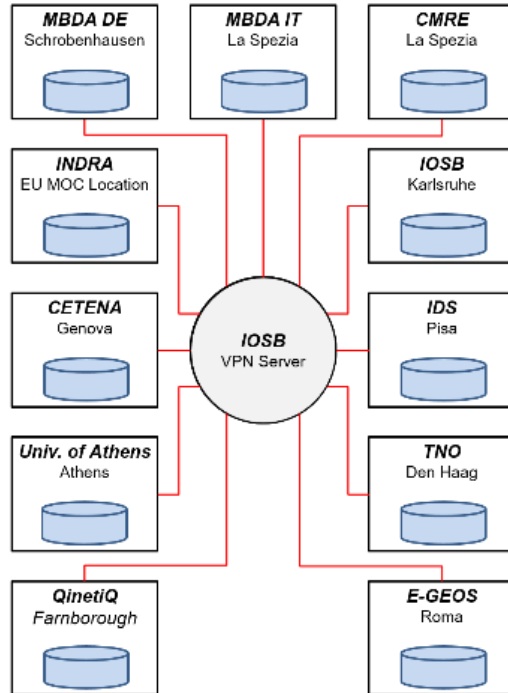 MBDA DE
Schrobenhausen
MBDA IT
La Spezia
CMRE
La Spezia
INDRA
EU MOC Location
IOSB
Karlsruhe
CETENA
Genova
IOSB
VPN Server
IDS
Pisa
Univ. of Athens
Athens
TNO
Den Haag
QinetiQ
Farnborough
E-GEOS
Roma